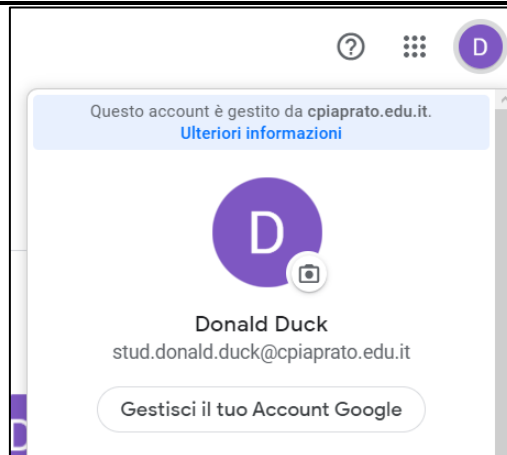 D
Questo account è gestito da cpiaprato.edu.it.
Ulteriori informazioni
D
Donald Duck
stud.donald.duck@cpiaprato.edu.it
Gestisci il tuo Account Google
D